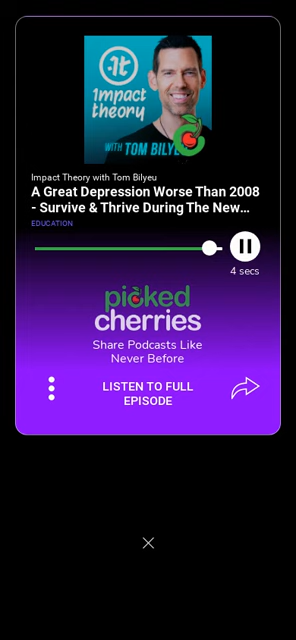 impact
theory
WITH TOM BILYEU
Impact Theory with Tom Bilyeu
A Great Depression Worse Than 2008
- Survive & Thrive During The New...
EDUCATION
4 secs
picked
cherries
Share Podcasts Like
Never Before
LISTEN TO FULL
EPISODE